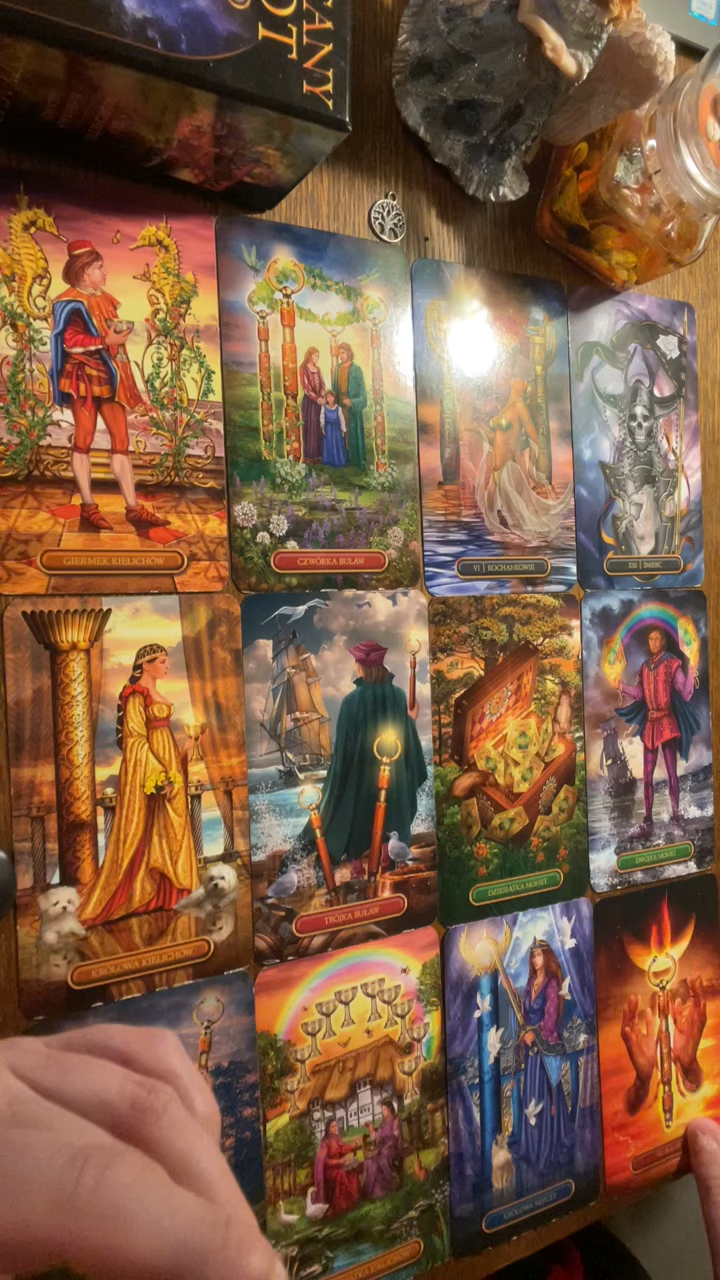 TANY
OT
GIERMEK KIELICHÓW
CZWÓRKA BUŁAW
VI | KOCHANKOWIE
XIII | ŚMIERĆ
KRÓLOWA KIELICHÓW
TRÓJKA BUŁAW
DZIESIĄTKA MONET
DWÓJKA MONET
KRÓLOWA MIECZY